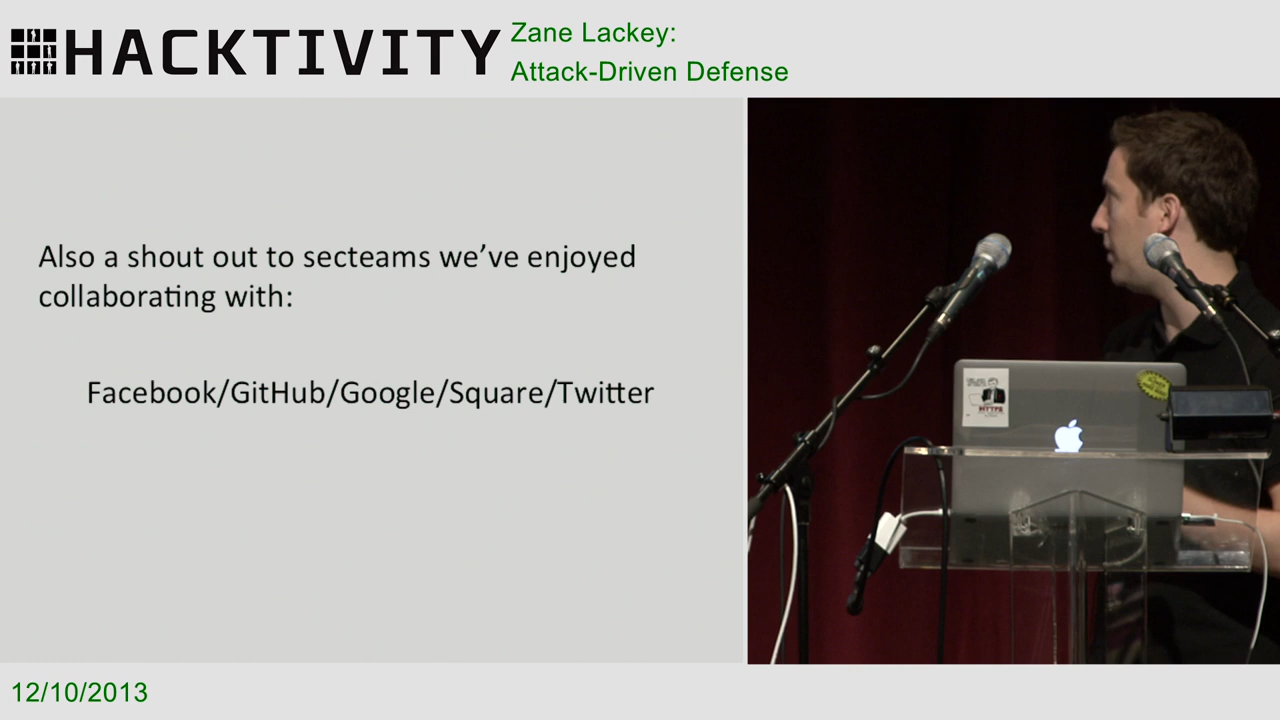 HACKTIVITY
Zane Lackey:
Attack-Driven Defense
Also a shout out to secteams we've enjoyed
collaborating with:
Facebook/GitHub/Google/Square/Twitter
HTTPS
12/10/2013